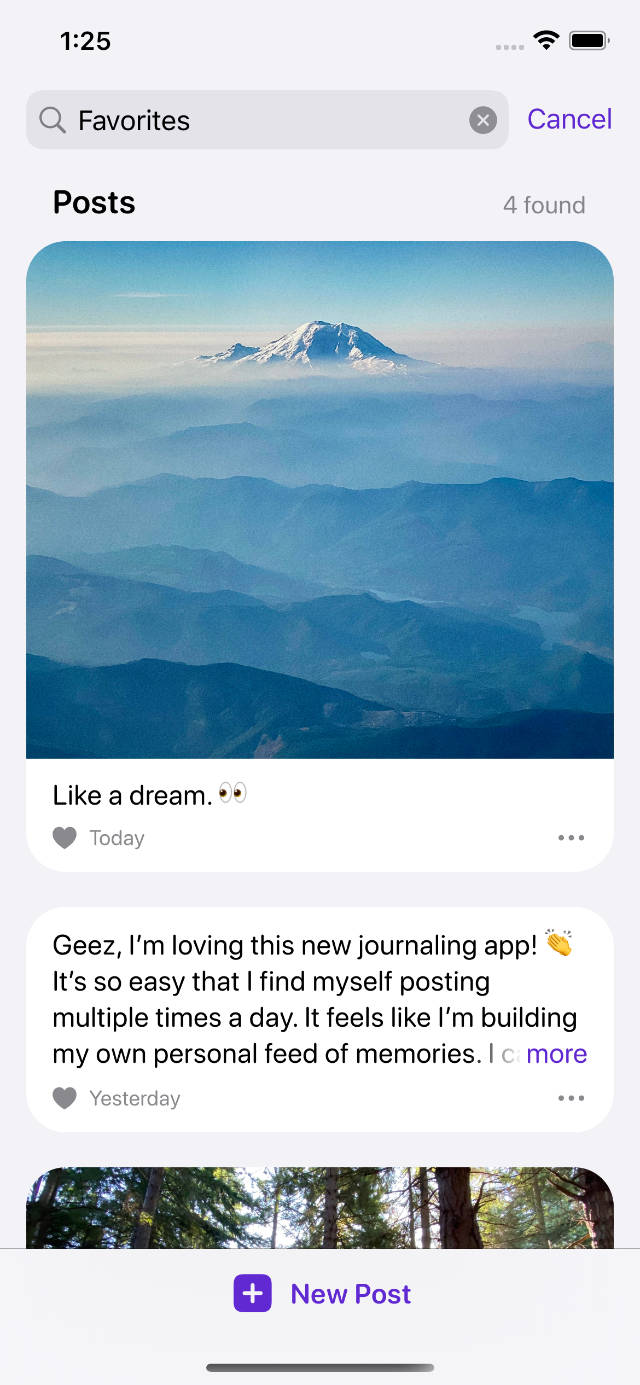 1:25
Favorites
Cancel
Posts
4 found
Like a dream. 👀
Today
Geez, I’m loving this new journaling app! 👏
It’s so easy that I find myself posting
multiple times a day. It feels like I’m building
my own personal feed of memories. I more
Yesterday
New Post